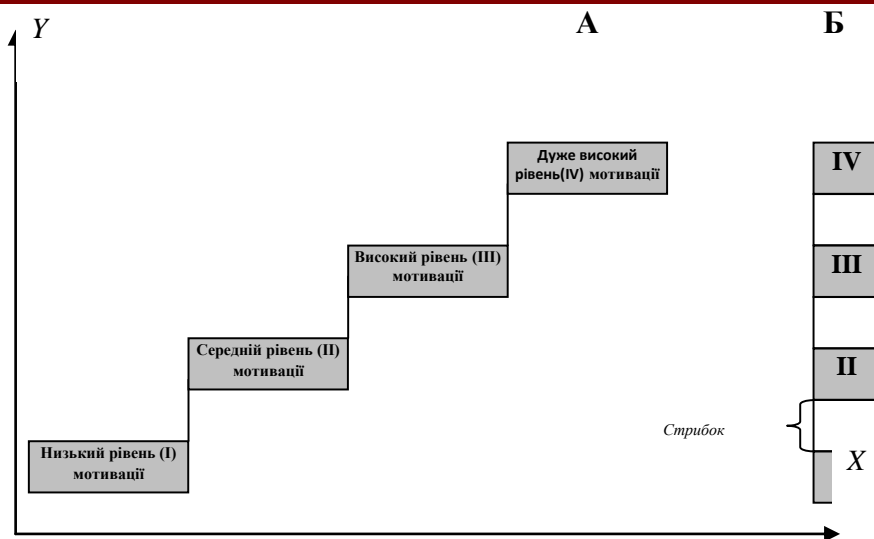 Y
А
Б
Дуже високий
рівень(IV) мотивації
IV
Високий рівень (III)
мотивації
III
Середній рівень (II)
мотивації
II
Стрибок
Низький рівень (I)
мотивації
X